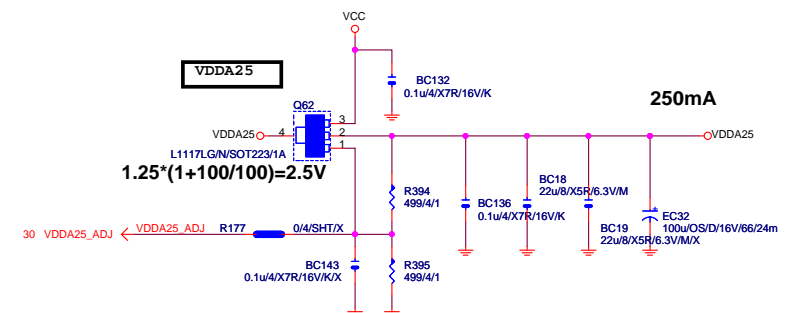 VCC
VDDA25
BC132
0.1u/4/X7R/16V/K
250mA
Q62
3
VDDA25 4 2 VDDA25
1
L1117LG/N/SOT223/1A
1.25*(1+100/100)=2.5V
R394
499/4/1
BC136
0.1u/4/X7R/16V/K
BC18
22u/8/X5R/6.3V/M
BC19
22u/8/X5R/6.3V/M/X
EC32
100u/OS/D/16V/66/24m
30 VDDA25_ADJ VDDA25_ADJ R177 0/4/SHT/X
BC143
0.1u/4/X7R/16V/K/X
R395
499/4/1